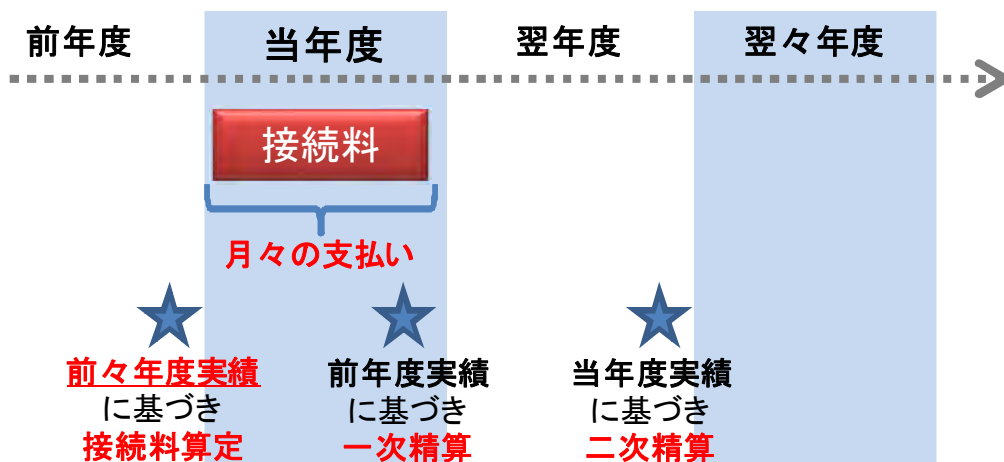 前年度
当年度
翌年度
翌々年度
接続料
月々の支払い
前々年度実績
に基づき
接続料算定
前年度実績
に基づき
一次精算
当年度実績
に基づき
二次精算